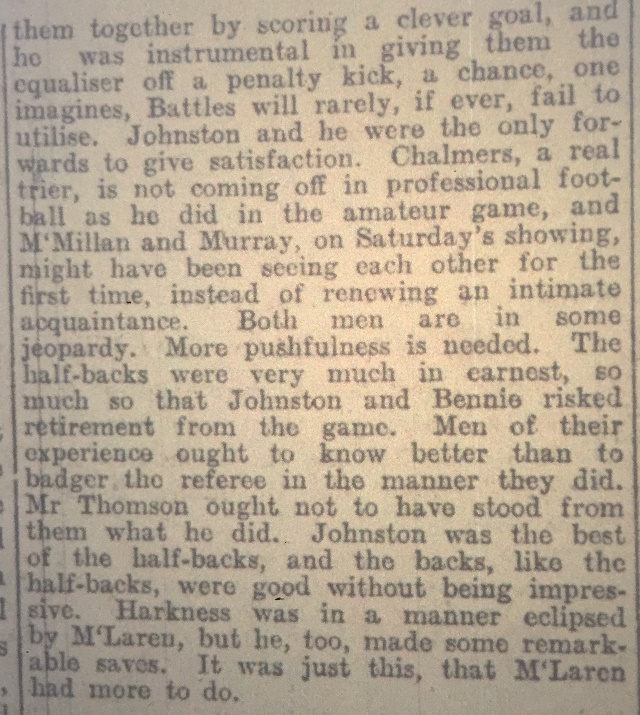 them together by scoring a clever goal, and
he was instrumental in giving them the
equaliser off a penalty kick, a chance, one
imagines, Battles will rarely, if ever, fail to
utilise. Johnston and he were the only for-
wards to give satisfaction. Chalmers, a real
trier, is not coming off in professional foot-
ball as he did in the amateur game, and
M‘Millan and Murray, on Saturday's showing,
might have been seeing each other for the
first time, instead of renewing an intimate
acquaintance. Both men are in some
jeopardy. More pushfulness is needed. The
half-backs were very much in earnest, so
much so that Johnston and Bennie risked
retirement from the game. Men of their
experience ought to know better than to
badger the referee in the manner they did.
Mr Thomson ought not to have stood from
them what he did. Johnston was the best
of the half-backs, and the backs, like the
half-backs, were good without being impres-
sive. Harkness was in a manner eclipsed
by M‘Laren, but he, too, made some remark-
able saves. It was just this, that M‘Laren
had more to do.